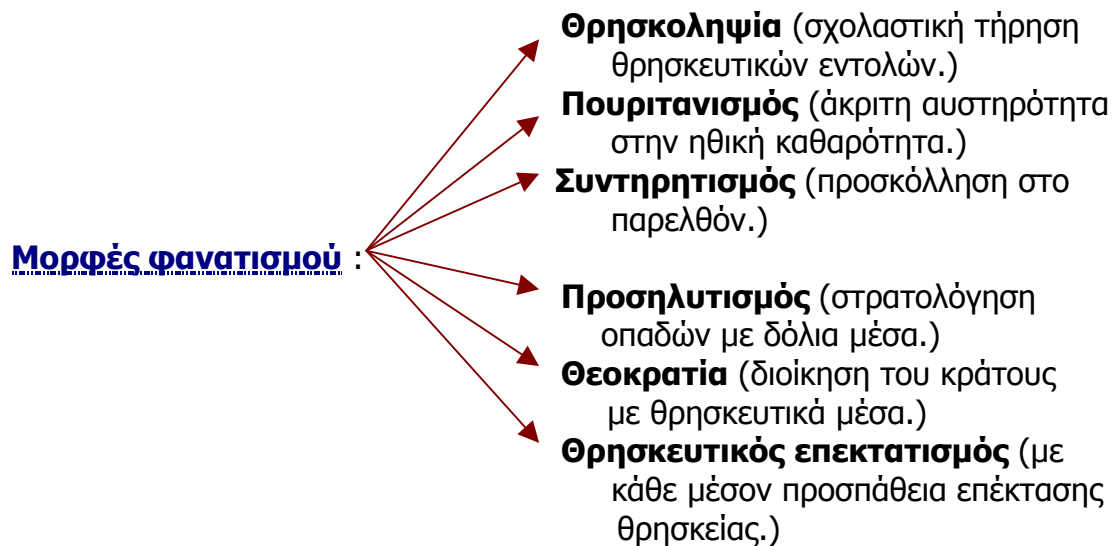 Θρησκοληψία (σχολαστική τήρηση
θρησκευτικών εντολών.)
Πουριτανισμός (άκριτη αυστηρότητα
στην ηθική καθαρότητα.)
Συντηρητισμός (προσκόλληση στο
παρελθόν.)
Μορφές φανατισμού :
Προσηλυτισμός (στρατολόγηση
οπαδών με δόλια μέσα.)
Θεοκρατία (διοίκηση του κράτους
με θρησκευτικά μέσα.)
Θρησκευτικός επεκτατισμός (με
κάθε μέσον προσπάθεια επέκτασης
θρησκείας.)